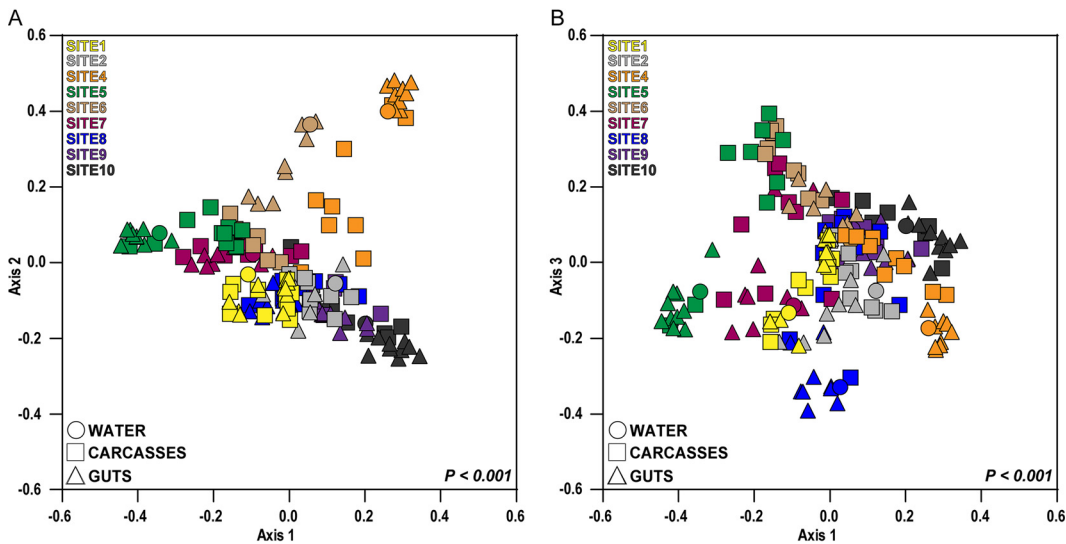 A
0.6
0.4
0.2
0.0
-0.2
-0.4
-0.6
Axis 2
SITE1
SITE2
SITE4
SITE5
SITE6
SITE7
SITE8
SITE9
SITE10
WATER
CARCASSES
GUTS
P < 0.001
-0.6 -0.4 -0.2 0.0 0.2 0.4 0.6
Axis 1
B
0.6
0.4
0.2
0.0
-0.2
-0.4
-0.6
Axis 3
SITE1
SITE2
SITE4
SITE5
SITE6
SITE7
SITE8
SITE9
SITE10
WATER
CARCASSES
GUTS
P < 0.001
-0.6 -0.4 -0.2 0.0 0.2 0.4 0.6
Axis 1